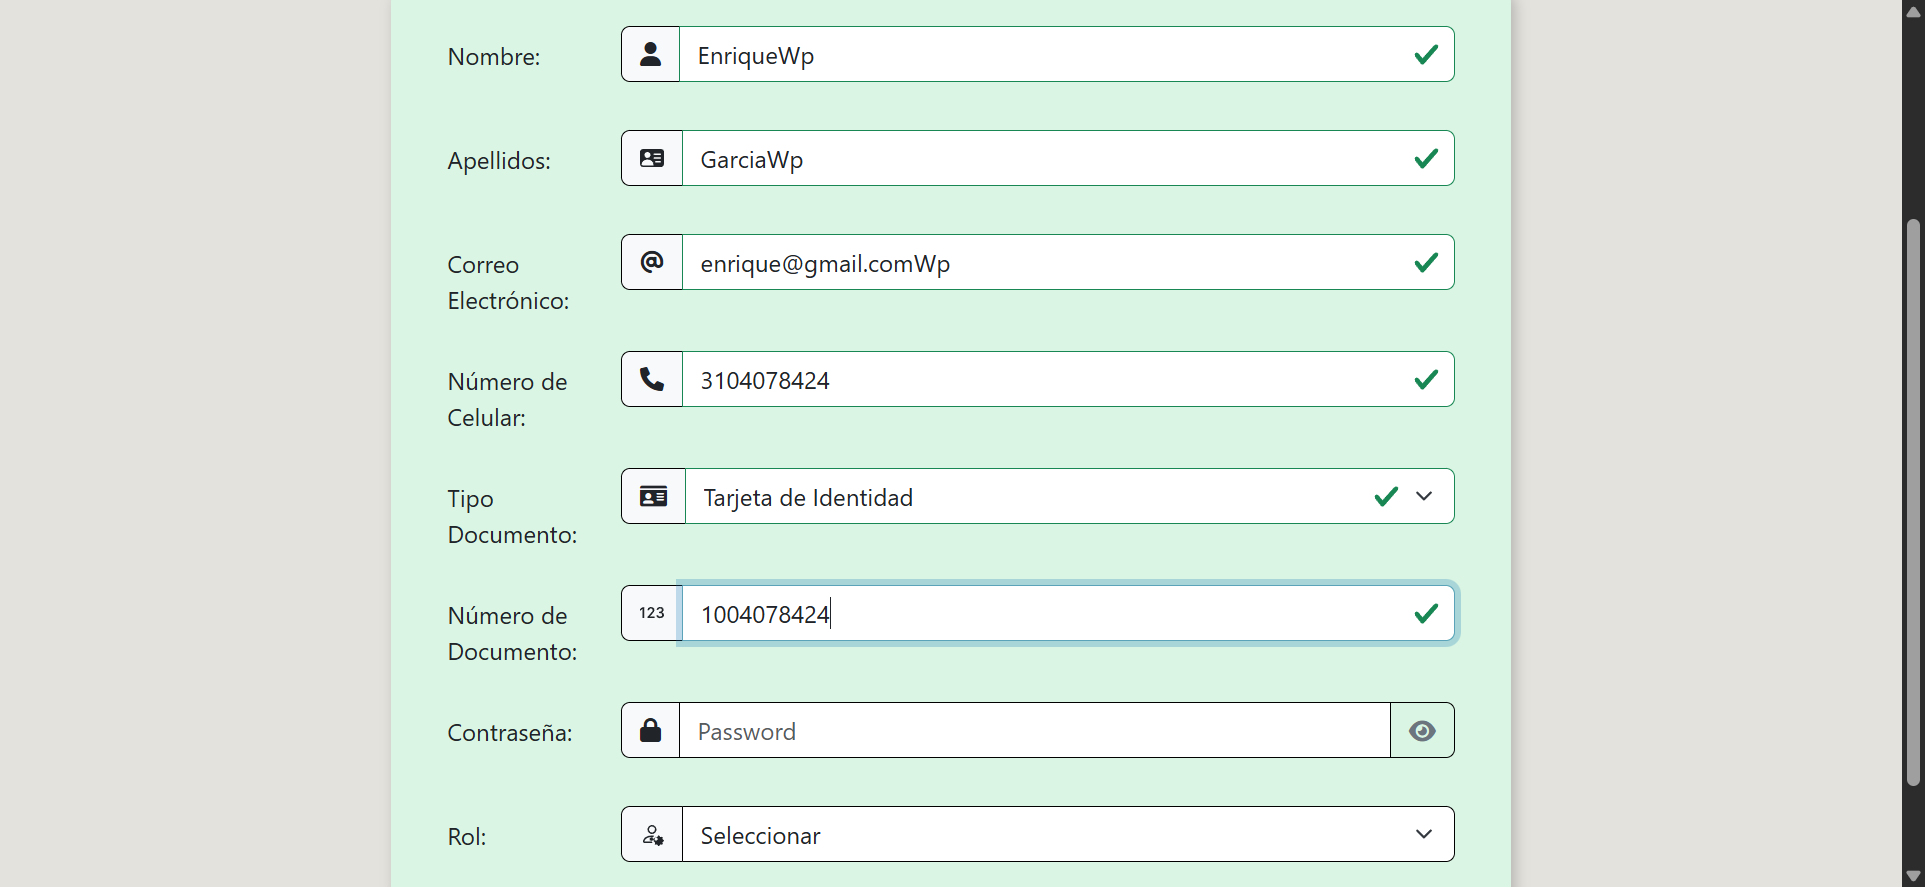 Nombre:
EnriqueWp
Apellidos:
GarciaWp
Correo
Electrónico:
enrique@gmail.comWp
Número de
Celular:
3104078424
Tipo
Documento:
Tarjeta de Identidad
Número de
Documento:
123
1004078424
Contraseña:
Password
Rol:
Seleccionar